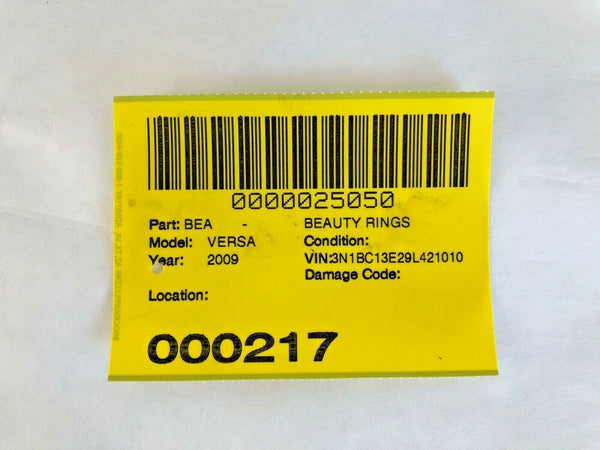 0000025050
Part: BEA - BEAUTY RINGS
Model: VERSA Condition:
Year: 2009 VIN:3N1BC13E29L421010
Damage Code:
Location:
000217